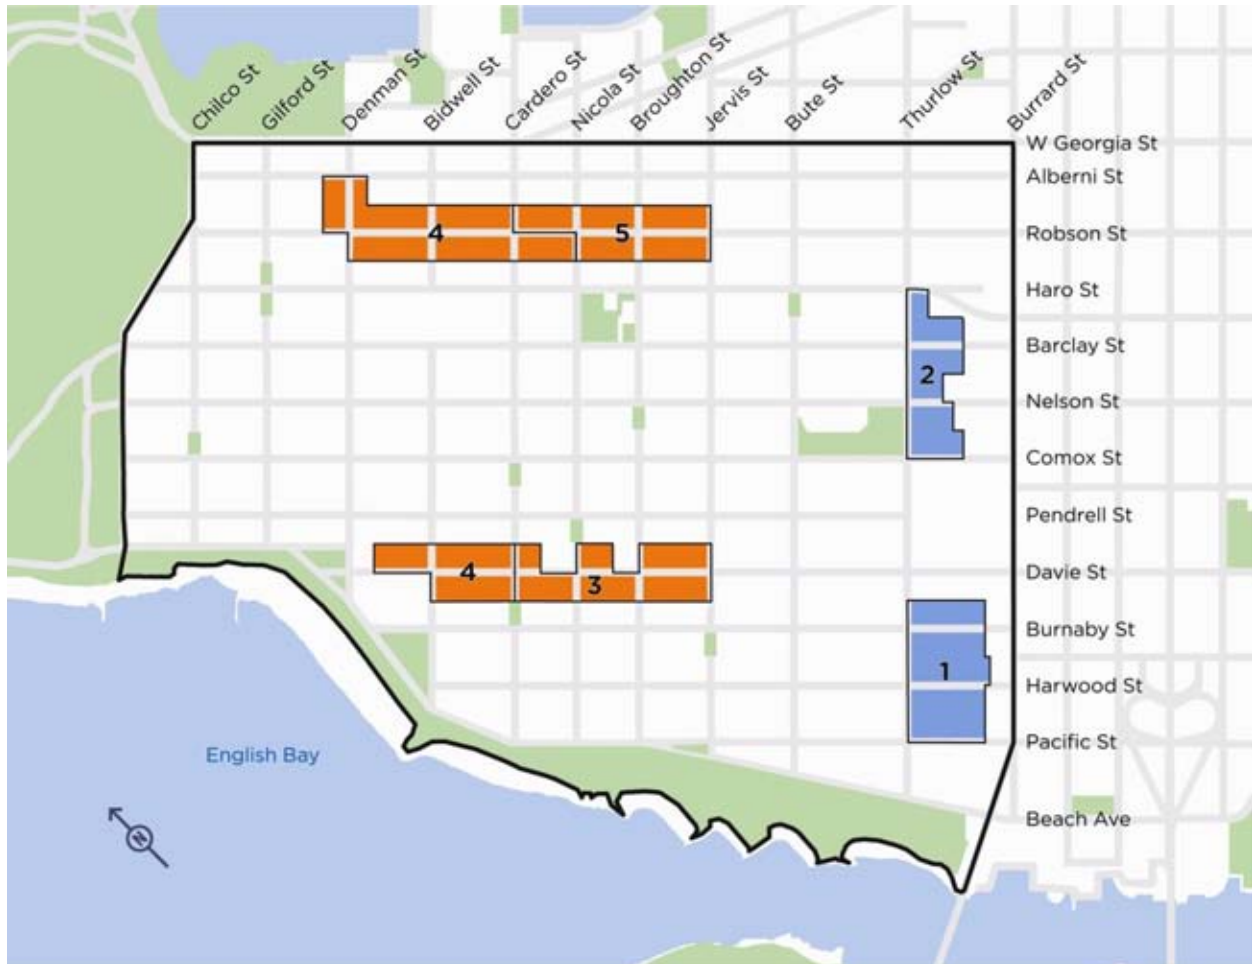 Chilco St
Gilford St
Denman St
Bidwell St
Cardero St
Nicola St
Broughton St
Jervis St
Bute St
Thurlow St
Burrard St
W Georgia St
Alberni St
Robson St
Haro St
Barclay St
Nelson St
Comox St
Pendrell St
Davie St
Burnaby St
Harwood St
Pacific St
Beach Ave
4
5
2
4
3
1
English Bay
N